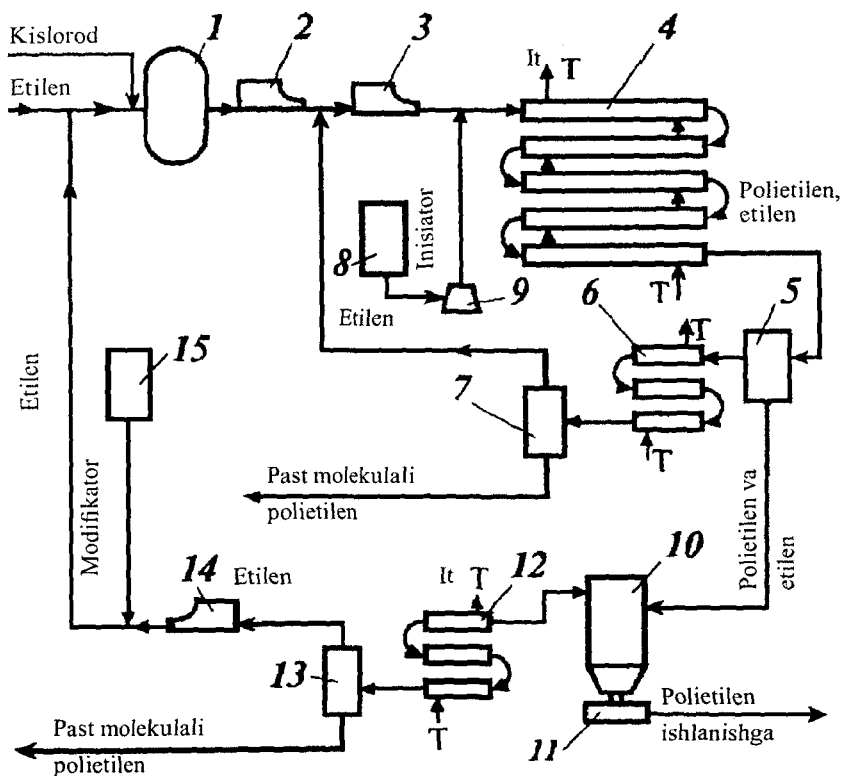 Kislorod
1
2
3
4
Etilen
It T
Polietilen,
etilen
8
Inisiator
9
Etilen
T
6
T
5
15
Etilen
7
T
Past molekulali
polietilen
Modifikator
Polietilen va
etilen
14
Etilen
It T
12
10
13
T
11
Polietilen
ishlanishga
Past molekulali
polietilen